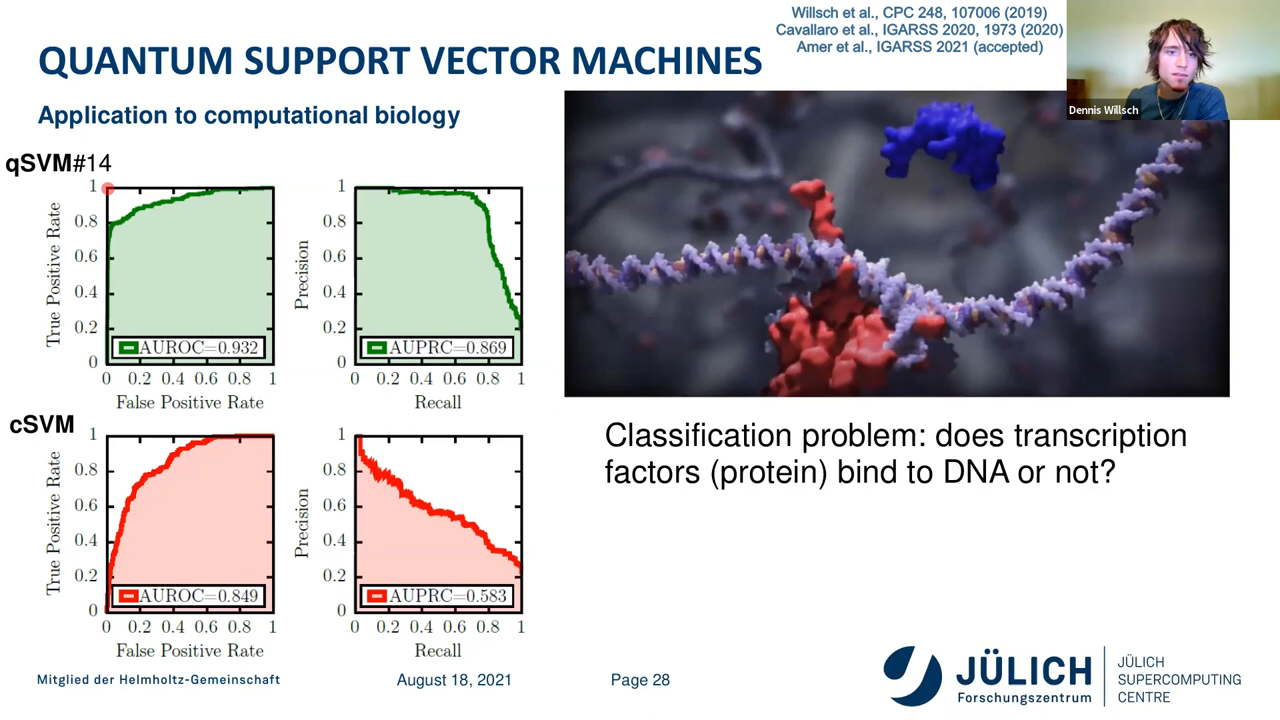 Willsch et al., CPC 248, 107006 (2019)
Cavallaro et al., IGARSS 2020, 1973 (2020)
Amer et al., IGARSS 2021 (accepted)
QUANTUM SUPPORT VECTOR MACHINES
Dennis Willsch
Application to computational biology
qSVM#14
True Positive Rate
1
0.8
0.6
0.4
0.2
0
AUROC=0.932
0 0.2 0.4 0.6 0.8 1
False Positive Rate
Precision
1
0.8
0.6
0.4
0.2
0
AUPRC=0.869
0 0.2 0.4 0.6 0.8 1
Recall
cSVM
True Positive Rate
1
0.8
0.6
0.4
0.2
0
AUROC=0.849
0 0.2 0.4 0.6 0.8 1
False Positive Rate
Precision
1
0.8
0.6
0.4
0.2
0
AUPRC=0.583
0 0.2 0.4 0.6 0.8 1
Recall
Classification problem: does transcription
factors (protein) bind to DNA or not?
Mitglied der Helmholtz-Gemeinschaft
August 18, 2021
Page 28
JÜLICH
Forschungszentrum
JÜLICH
SUPERCOMPUTING
CENTRE